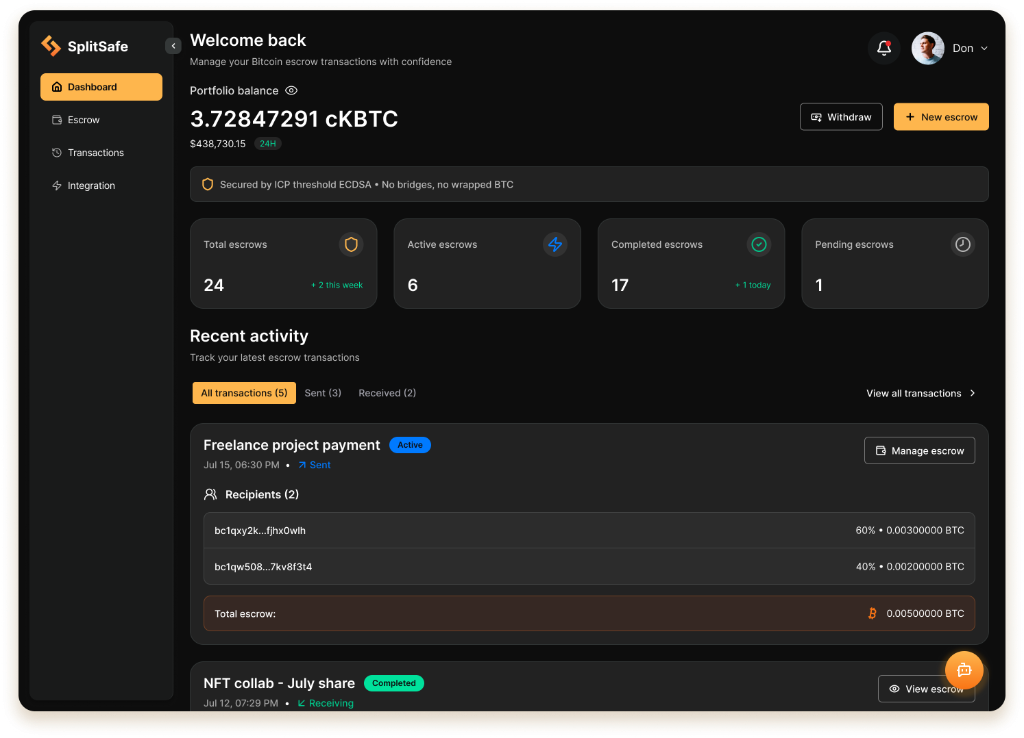 SplitSafe
Dashboard
Escrow
Transactions
Integration
Welcome back
Manage your Bitcoin escrow transactions with confidence
Don
Portfolio balance
3.72847291 cKBTC
$438,730.15 24H
Withdraw
New escrow
Secured by ICP threshold ECDSA • No bridges, no wrapped BTC
Total escrows
24
+ 2 this week
Active escrows
6
Completed escrows
17
+ 1 today
Pending escrows
1
Recent activity
Track your latest escrow transactions
All transactions (5) Sent (3) Received (2)
View all transactions
Freelance project payment Active
Jul 15, 06:30 PM • Sent
Manage escrow
Recipients (2)
bc1qxy2k...fjhx0wlh 60% • 0.00300000 BTC
bc1qw508...7kv8f3t4 40% • 0.00200000 BTC
Total escrow: 0.00500000 BTC
NFT collab - July share Completed
Jul 12, 07:29 PM • Receiving
View escrow